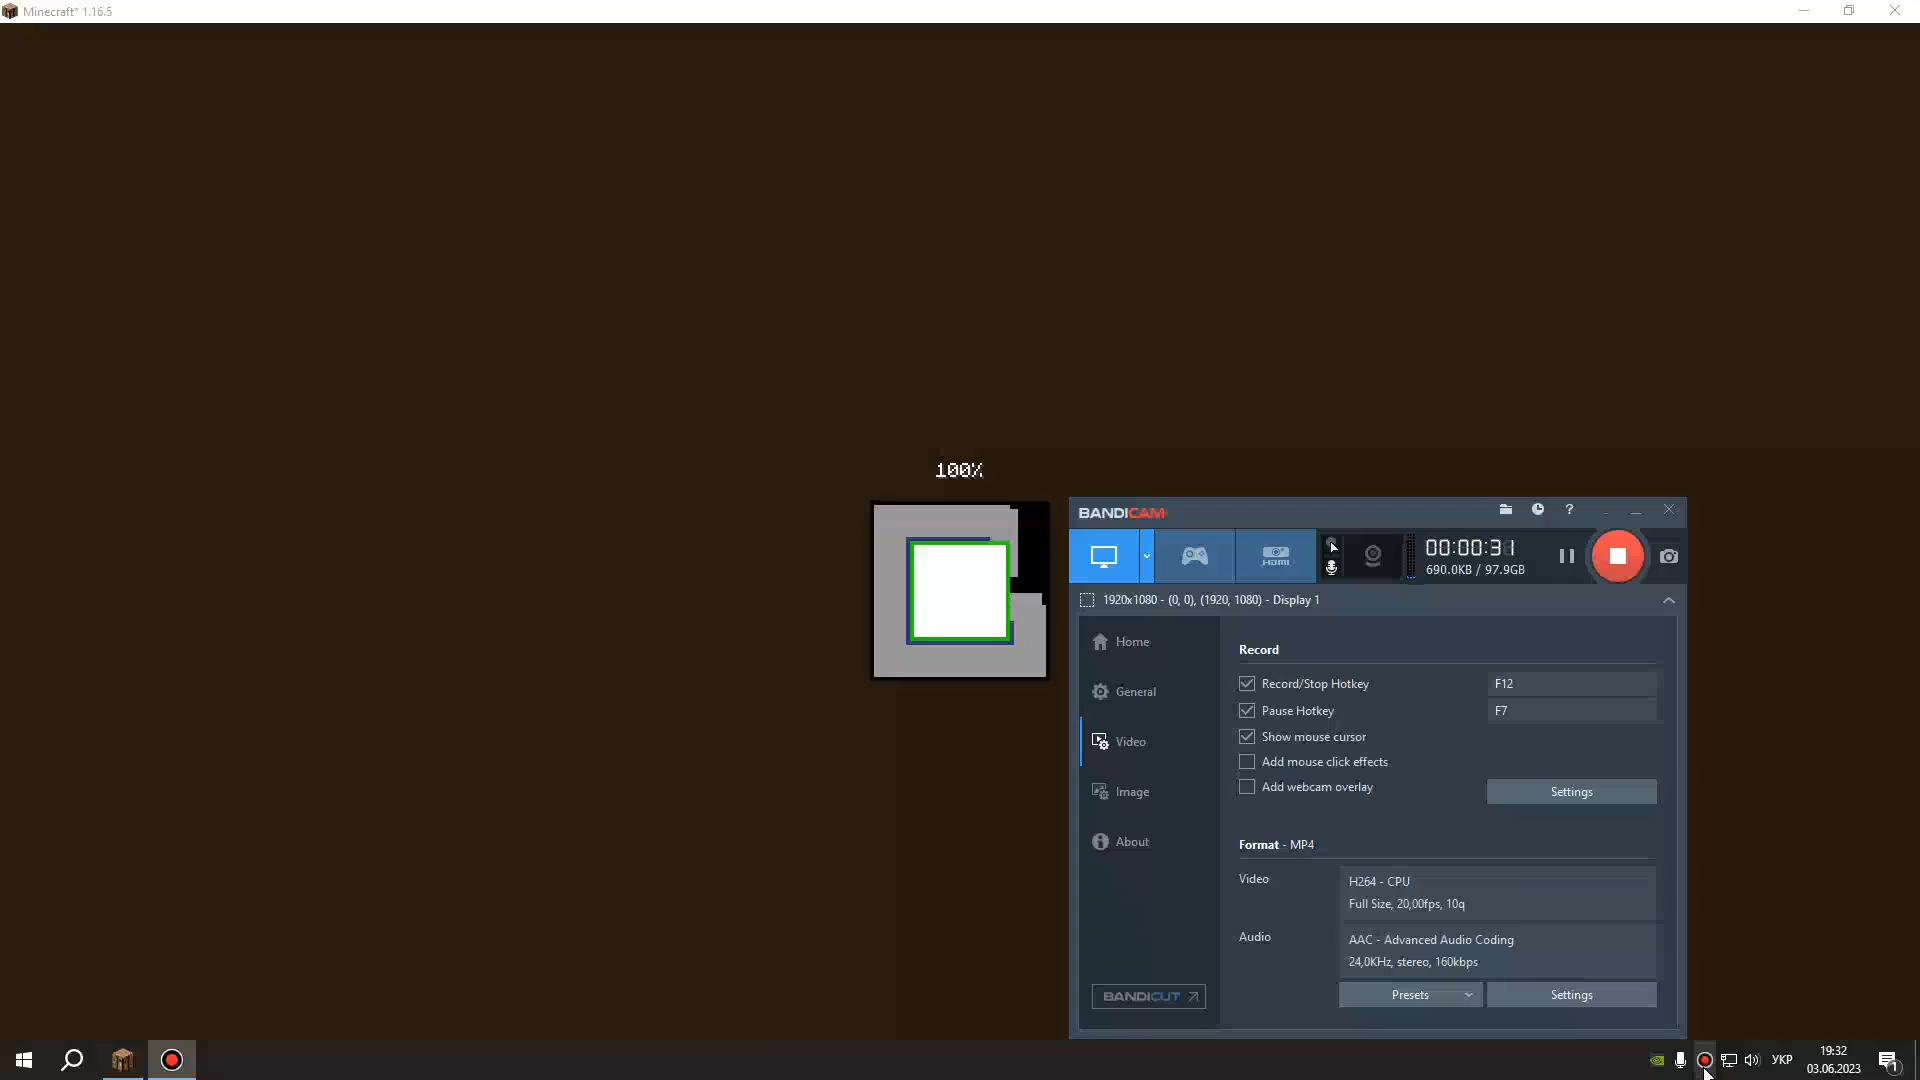 Minecraft* 1.16.5
100%
BANDICAM
?
HDMI
00:00:31
690.0KB / 97.9GB
1920x1080 - (0, 0), (1920, 1080) - Display 1
Home
General
Video
Image
About
BANDICUT
Record
Record/Stop Hotkey
F12
Pause Hotkey
F7
Show mouse cursor
Add mouse click effects
Add webcam overlay
Settings
Format - MP4
Video
H264 - CPU
Full Size, 20,00fps, 10q
Audio
AAC - Advanced Audio Coding
24,0KHz, stereo, 160kbps
Presets
Settings
УКР
19:32
03.06.2023
1